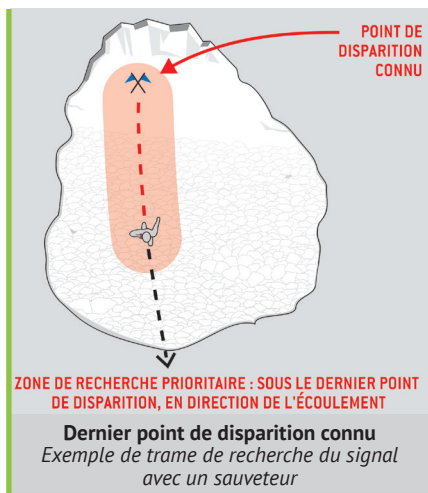 POINT DE
DISPARITION
CONNU
ZONE DE RECHERCHE PRIORITAIRE : SOUS LE DERNIER POINT
DE DISPARITION, EN DIRECTION DE L'ÉCOULEMENT
Dernier point de disparition connu
Exemple de trame de recherche du signal
avec un sauveteur